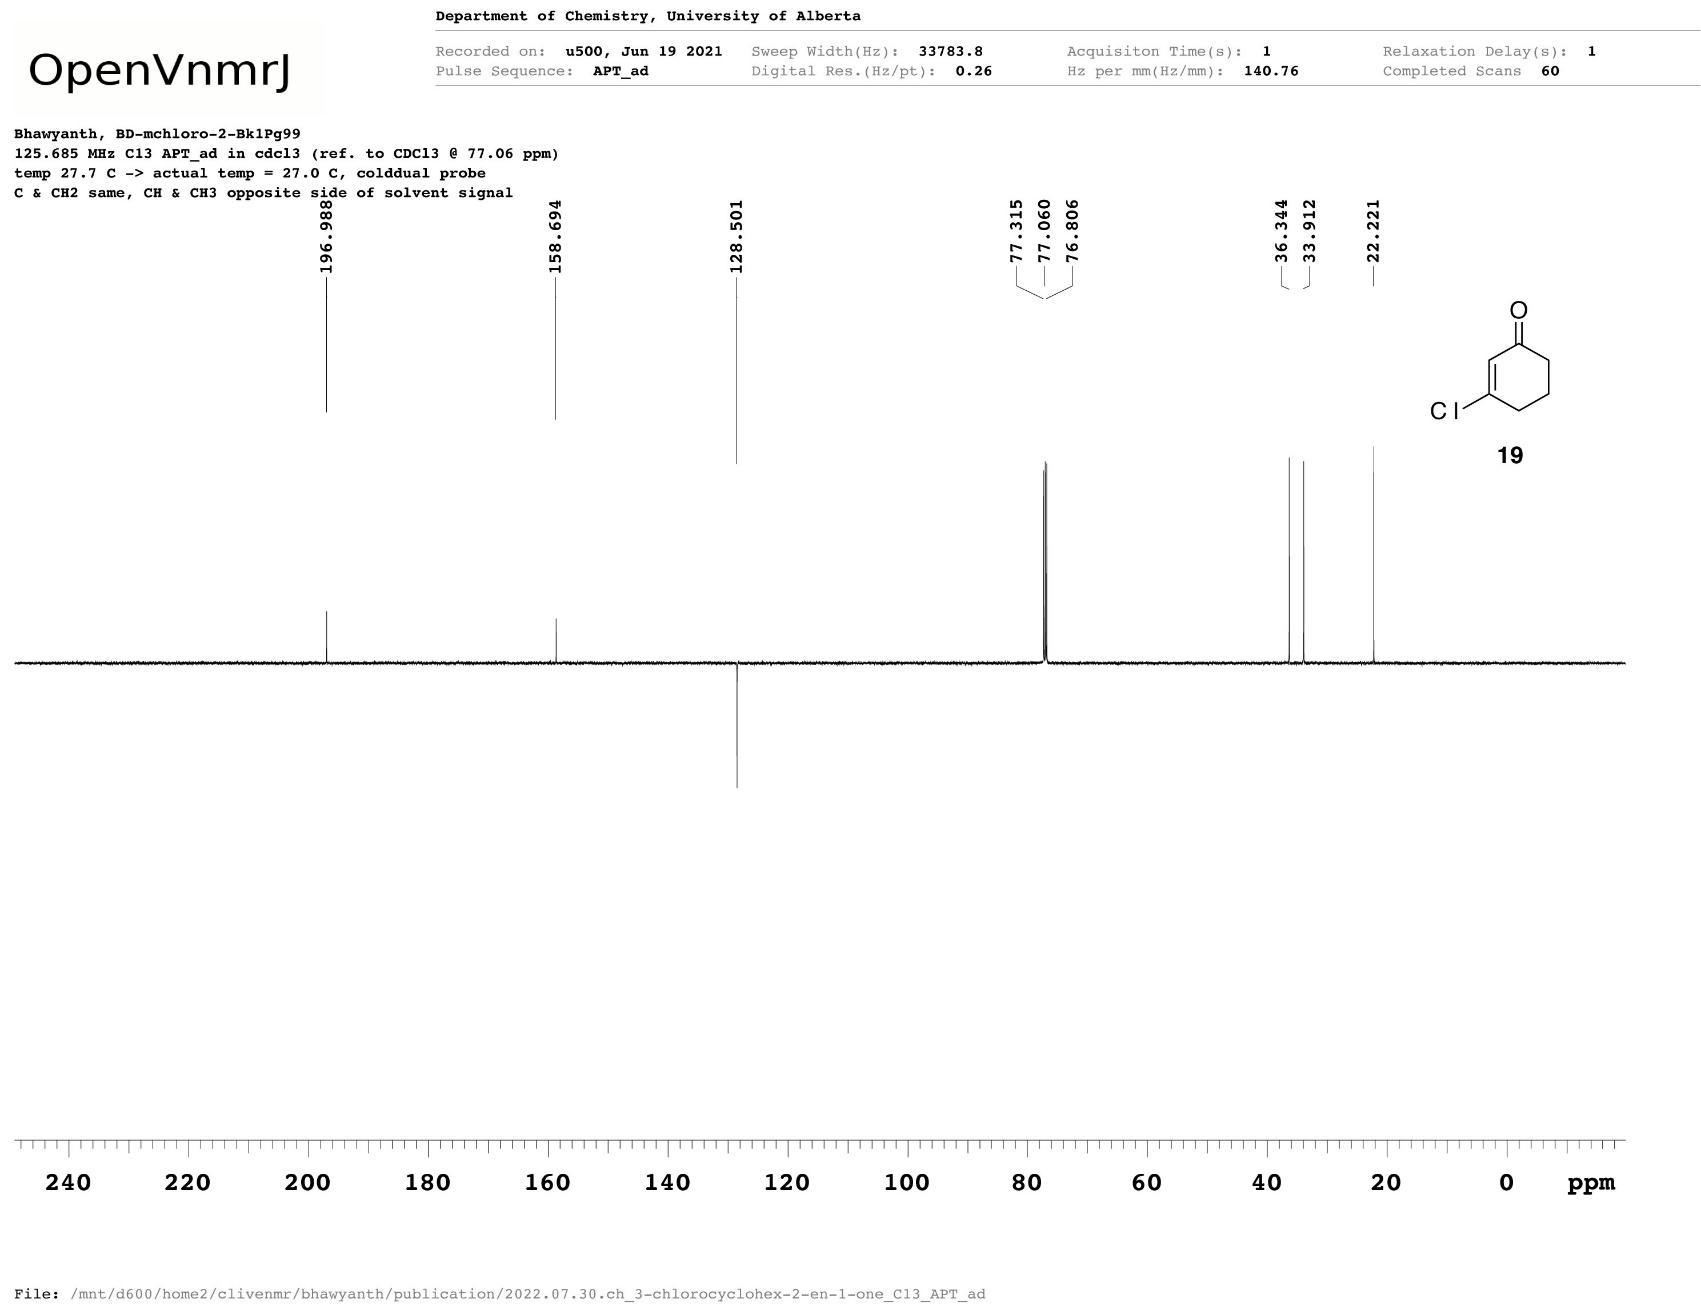 Department of Chemistry, University of Alberta
OpenVnmrJ
Recorded on: u500, Jun 19 2021 Sweep Width(Hz): 33783.8 Acquisiton Time(s): 1 Relaxation Delay(s): 1
Pulse Sequence: APT_ad Digital Res.(Hz/pt): 0.26 Hz per mm(Hz/mm): 140.76 Completed Scans 60
Bhawyanth, BD-mchloro-2-Bk1Pg99
125.685 MHz C13 APT_ad in cdcl3 (ref. to CDCl3 @ 77.06 ppm)
temp 27.7 C -> actual temp = 27.0 C, colddual probe
C & CH2 same, CH & CH3 opposite side of solvent signal
196.988 158.694 128.501 77.315 77.060 76.806 36.344 33.912 22.221
O
Cl
19
240 220 200 180 160 140 120 100 80 60 40 20 0 ppm
File: /mnt/d600/home2/clivenmr/bhawyanth/publication/2022.07.30.ch_3-chlorocyclohex-2-en-1-one_C13_APT_ad